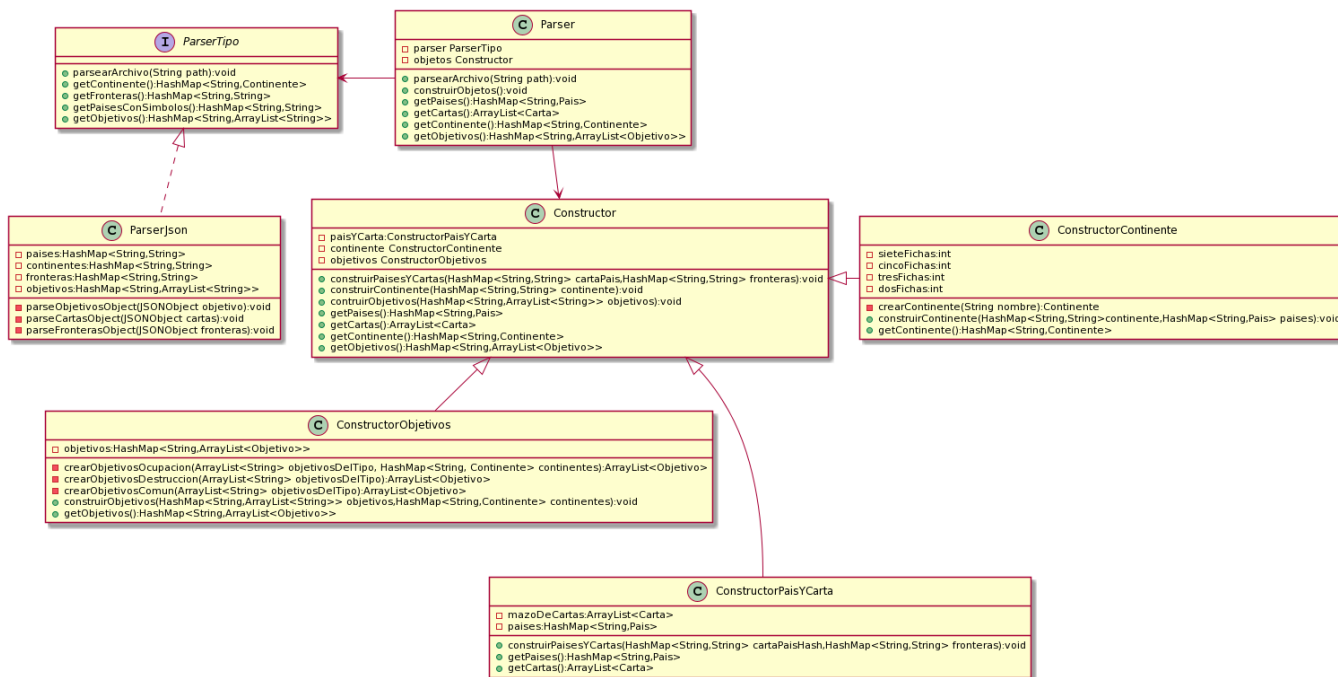 I ParserTipo
parsearArchivo(String path):void
getContinente():HashMap<String,Continente>
getFronteras():HashMap<String,String>
getPaisesConSimbolos():HashMap<String,String>
getObjetivos():HashMap<String,ArrayList<String>>
C Parser
parser ParserTipo
objetos Constructor
parsearArchivo(String path):void
construirObjetos():void
getPaises():HashMap<String,Pais>
getCartas():ArrayList<Carta>
getContinente():HashMap<String,Continente>
getObjetivos():HashMap<String,ArrayList<Objetivo>>
C ParserJson
paises:HashMap<String,String>
continentes:HashMap<String,String>
fronteras:HashMap<String,String>
objetivos:HashMap<String,ArrayList<String>>
parseObjetivosObject(JSONObject objetivo):void
parseCartasObject(JSONObject cartas):void
parseFronterasObject(JSONObject fronteras):void
C Constructor
paisYCarta:ConstructorPaisYCarta
continente ConstructorContinente
objetivos ConstructorObjetivos
construirPaisesYCartas(HashMap<String,String> cartaPais,HashMap<String,String> fronteras):void
construirContinente(HashMap<String,String> continente):void
contruirObjetivos(HashMap<String,ArrayList<String>> objetivos):void
getPaises():HashMap<String,Pais>
getCartas():ArrayList<Carta>
getContinente():HashMap<String,Continente>
getObjetivos():HashMap<String,ArrayList<Objetivo>>
C ConstructorContinente
sieteFichas:int
cincoFichas:int
tresFichas:int
dosFichas:int
crearContinente(String nombre):Continente
construirContinente(HashMap<String,String>continente,HashMap<String,Pais> paises):void
getContinente():HashMap<String,Continente>
C ConstructorObjetivos
objetivos:HashMap<String,ArrayList<Objetivo>>
crearObjetivosOcupacion(ArrayList<String> objetivosDelTipo, HashMap<String, Continente> continentes):ArrayList<Objetivo>
crearObjetivosDestruccion(ArrayList<String> objetivosDelTipo):ArrayList<Objetivo>
crearObjetivosComun(ArrayList<String> objetivosDelTipo):ArrayList<Objetivo>
construirObjetivos(HashMap<String,ArrayList<String>> objetivos,HashMap<String,Continente> continentes):void
getObjetivos():HashMap<String,ArrayList<Objetivo>>
C ConstructorPaisYCarta
mazoDeCartas:ArrayList<Carta>
paises:HashMap<String,Pais>
construirPaisesYCartas(HashMap<String,String> cartaPaisHash,HashMap<String,String> fronteras):void
getPaises():HashMap<String,Pais>
getCartas():ArrayList<Carta>